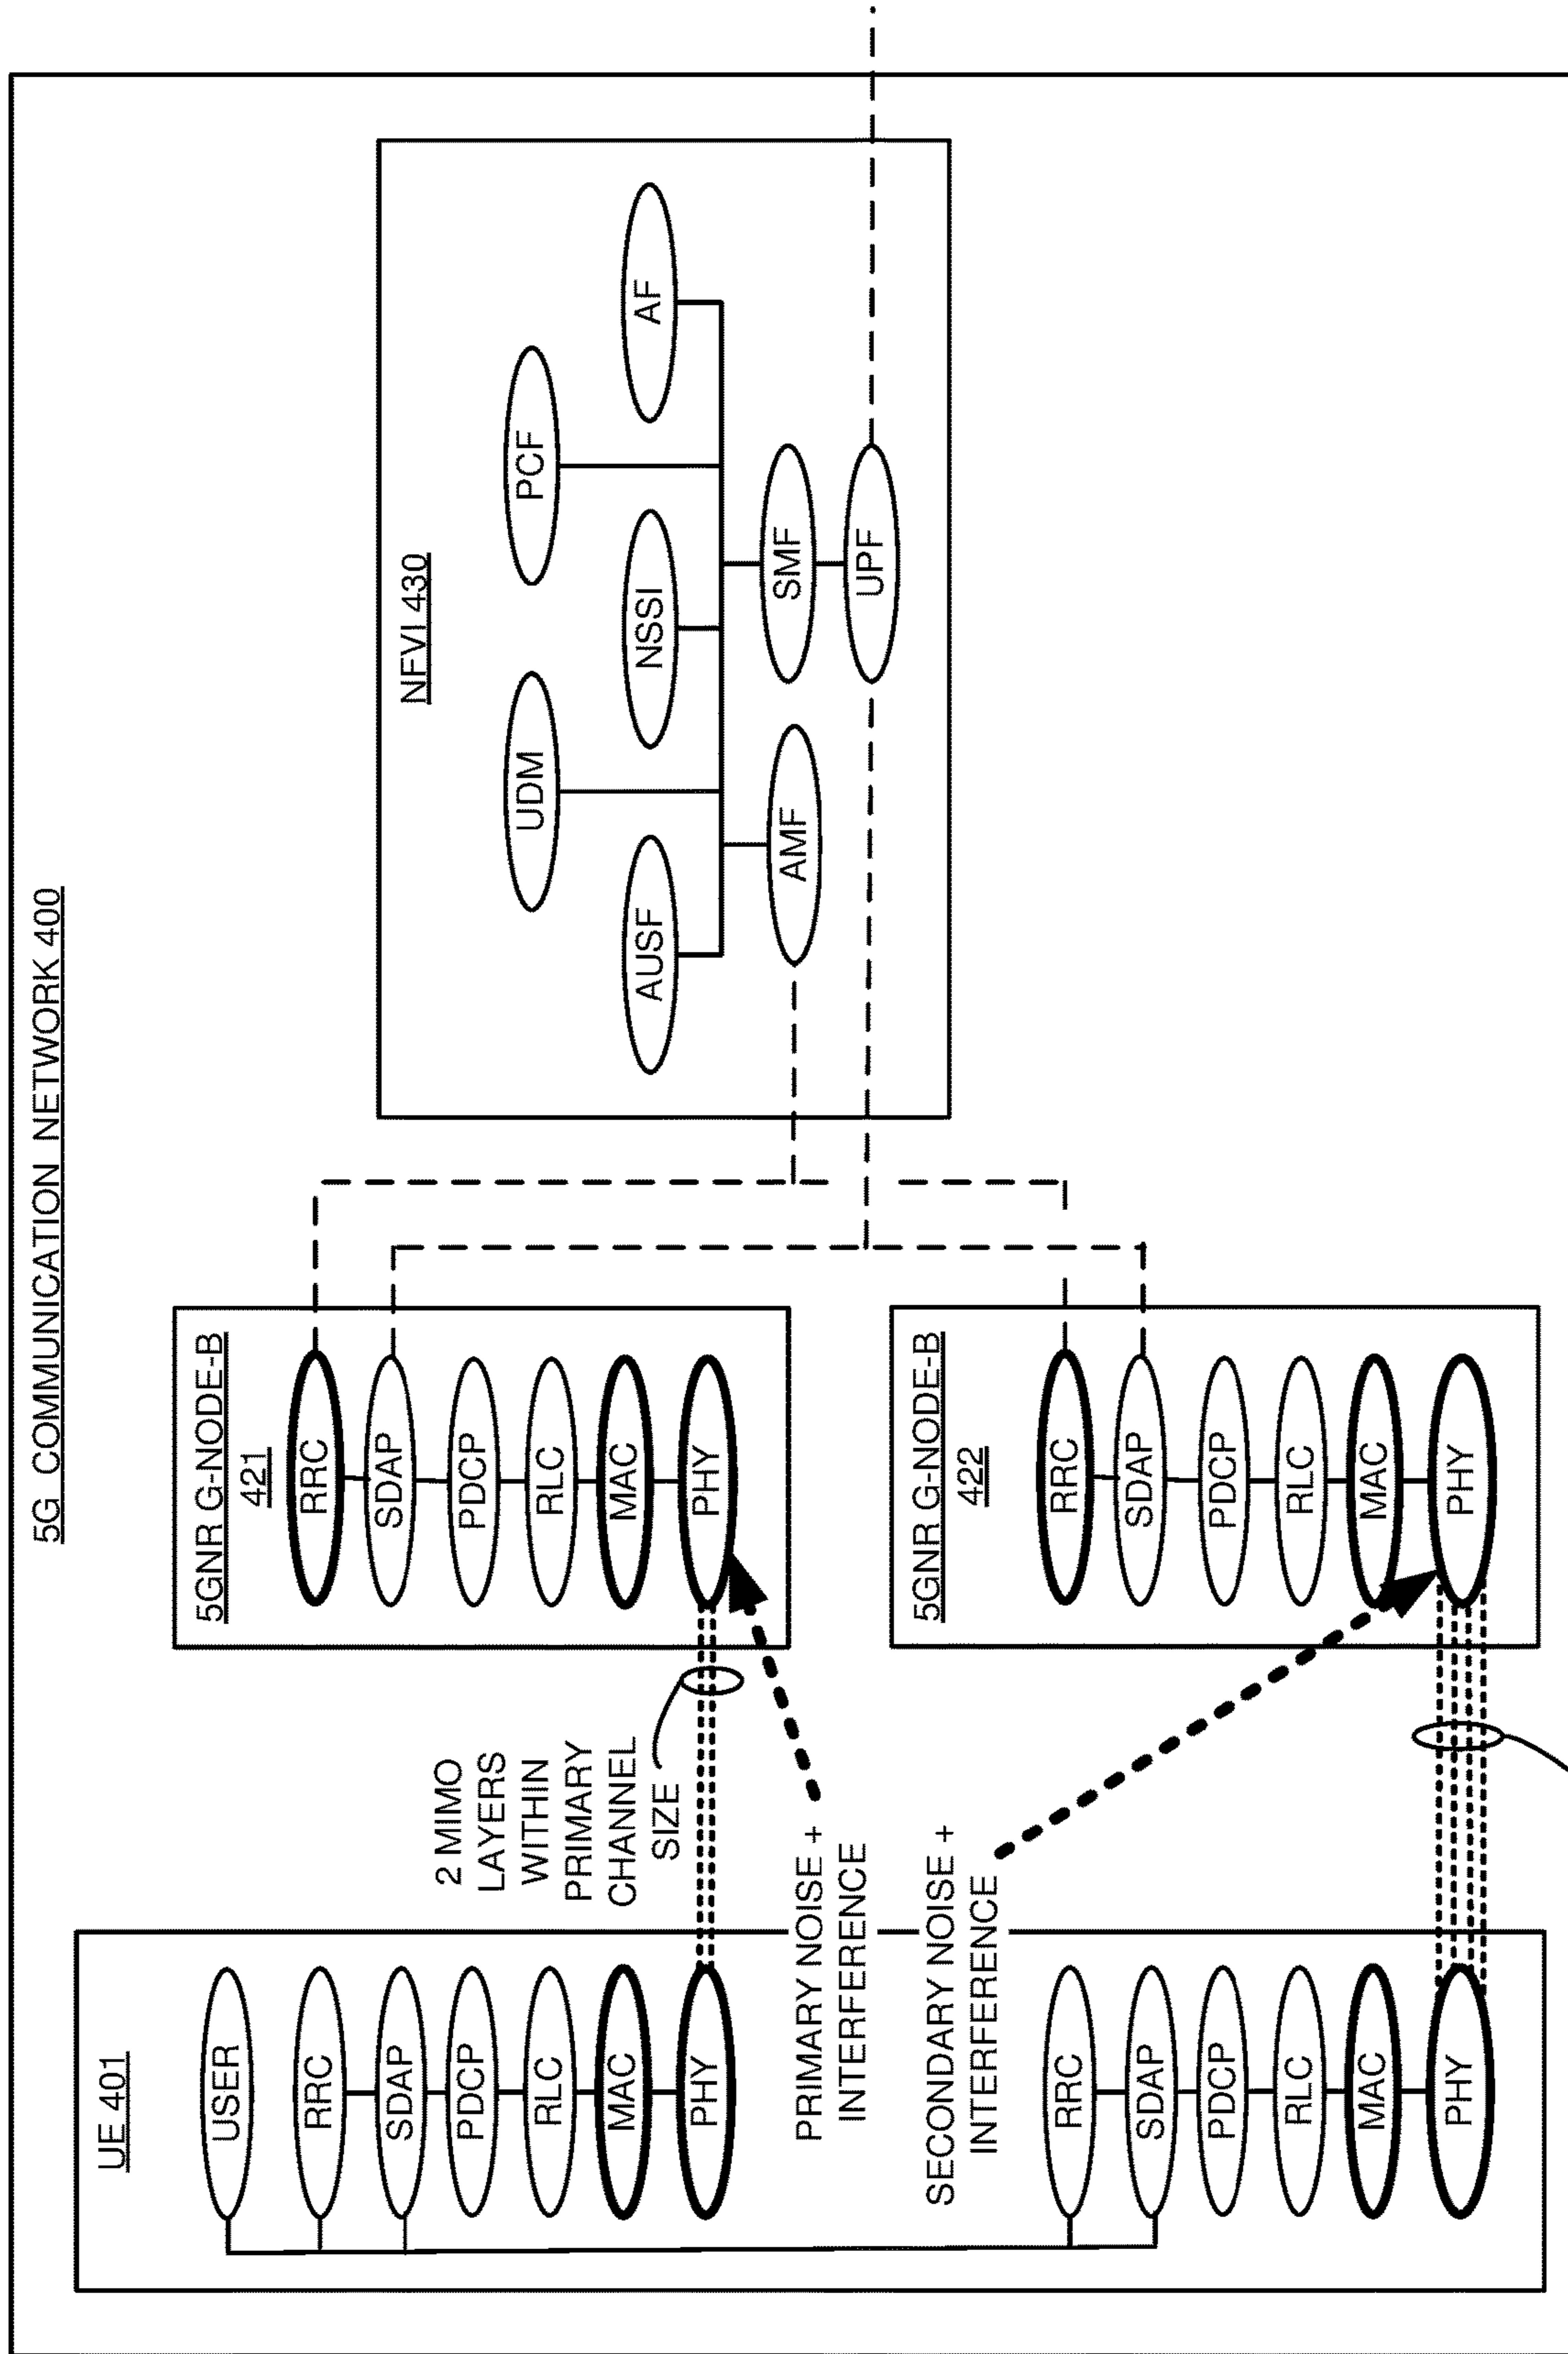 5G COMMUNICATION NETWORK 400
UE 401
USER
RRC
SDAP
PDCP
RLC
MAC
PHY
RRC
SDAP
PDCP
RLC
MAC
PHY
2 MIMO
LAYERS
WITHIN
PRIMARY
CHANNEL
SIZE
PRIMARY NOISE +
INTERFERENCE
SECONDARY NOISE +
INTERFERENCE
5GNR G-NODE-B
421
RRC
SDAP
PDCP
RLC
MAC
PHY
5GNR G-NODE-B
422
RRC
SDAP
PDCP
RLC
MAC
PHY
NFVI 430
UDM
PCF
AUSF
NSSI
AF
AMF
SMF
UPF